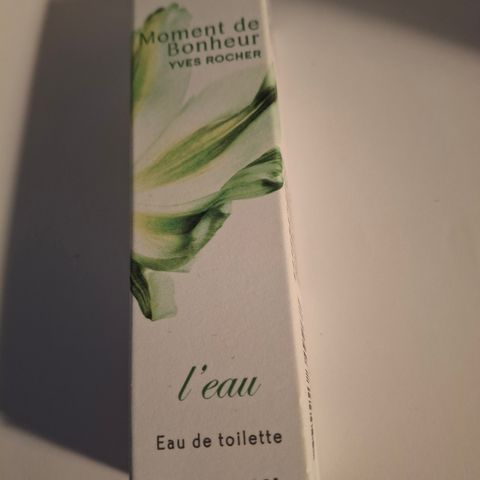 Moment de
Bonheur
YVES ROCHER
l'eau
Eau de toilette